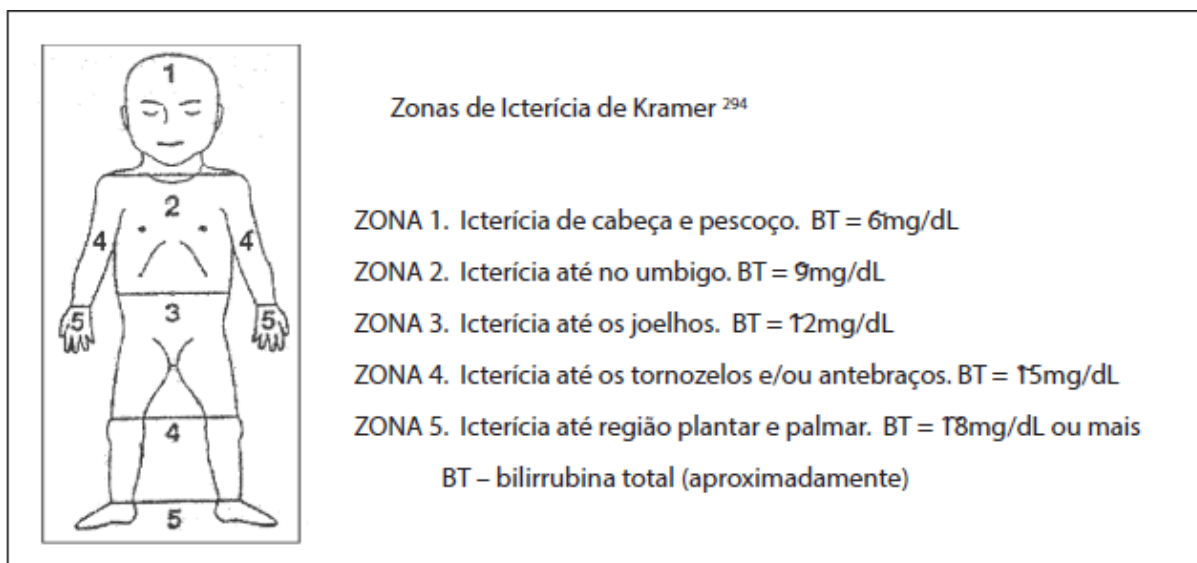 Zonas de Icterícia de Kramer 294
ZONA 1. Icterícia de cabeça e pescoço. BT = 6mg/dL
ZONA 2. Icterícia até no umbigo. BT = 9mg/dL
ZONA 3. Icterícia até os joelhos. BT = 12mg/dL
ZONA 4. Icterícia até os tornozelos e/ou antebraços. BT = 15mg/dL
ZONA 5. Icterícia até região plantar e palmar. BT = 18mg/dL ou mais
BT – bilirrubina total (aproximadamente)
1
2
4 4
3
5 5
4
5